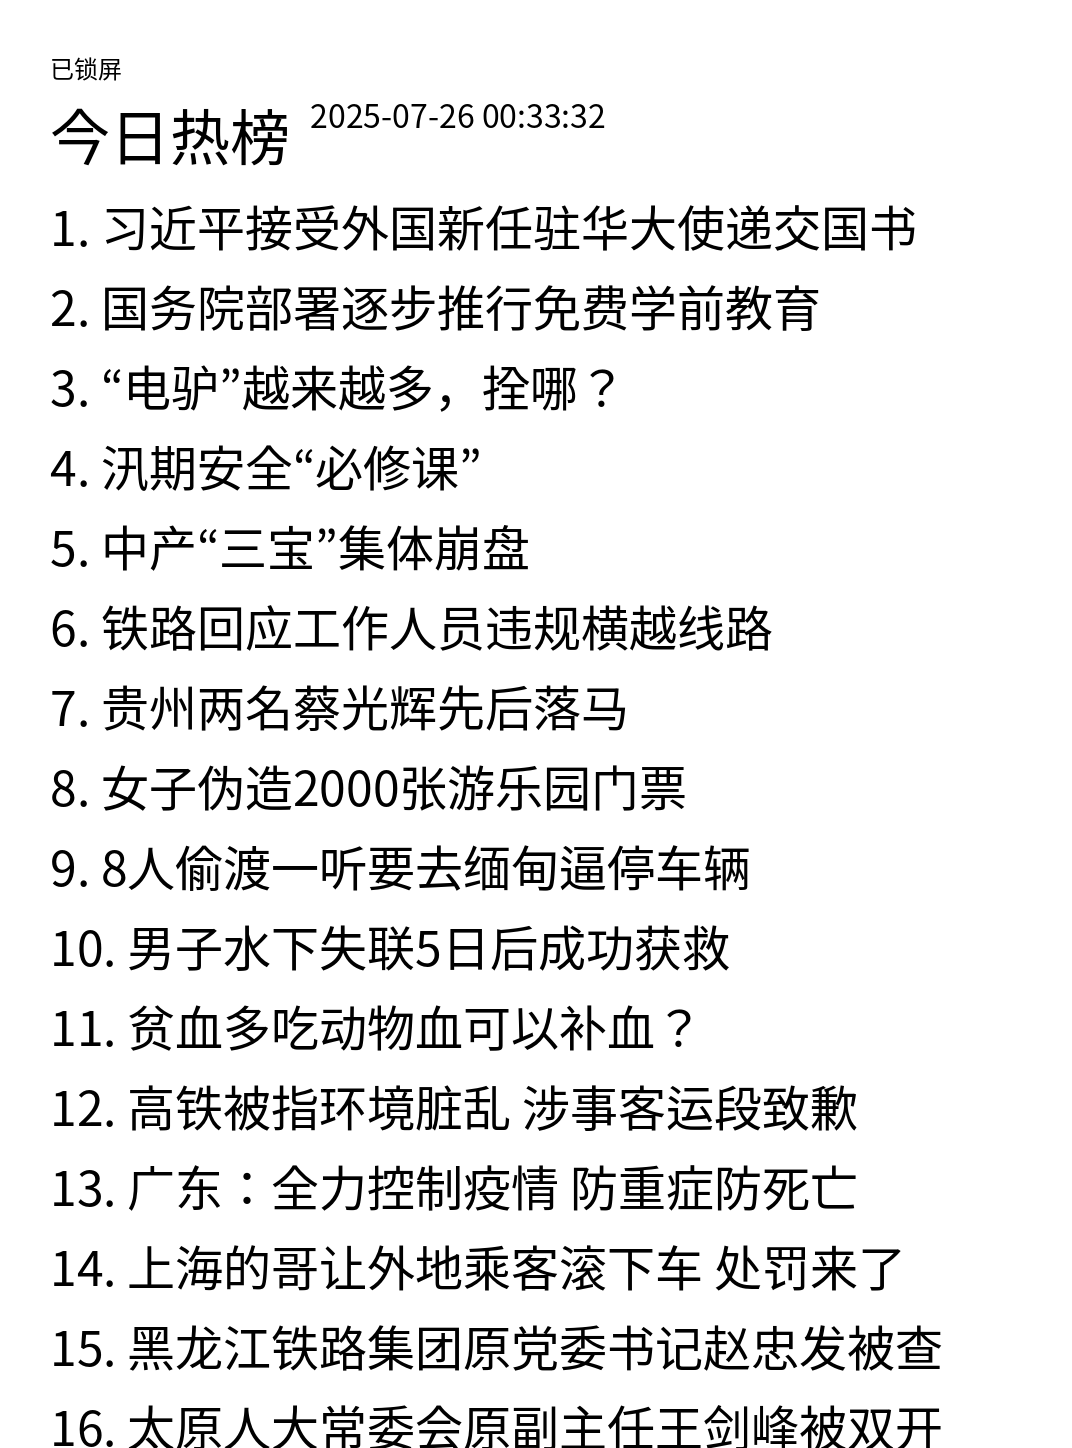 已锁屏
今日热榜 2025-07-26 00:33:32
1. 习近平接受外国新任驻华大使递交国书
2. 国务院部署逐步推行免费学前教育
3. “电驴”越来越多，拴哪？
4. 汛期安全“必修课”
5. 中产“三宝”集体崩盘
6. 铁路回应工作人员违规横越线路
7. 贵州两名蔡光辉先后落马
8. 女子伪造2000张游乐园门票
9. 8人偷渡一听要去缅甸逼停车辆
10. 男子水下失联5日后成功获救
11. 贫血多吃动物血可以补血？
12. 高铁被指环境脏乱 涉事客运段致歉
13. 广东：全力控制疫情 防重症防死亡
14. 上海的哥让外地乘客滚下车 处罚来了
15. 黑龙江铁路集团原党委书记赵忠发被查
16. 太原人大常委会原副主任王剑峰被双开